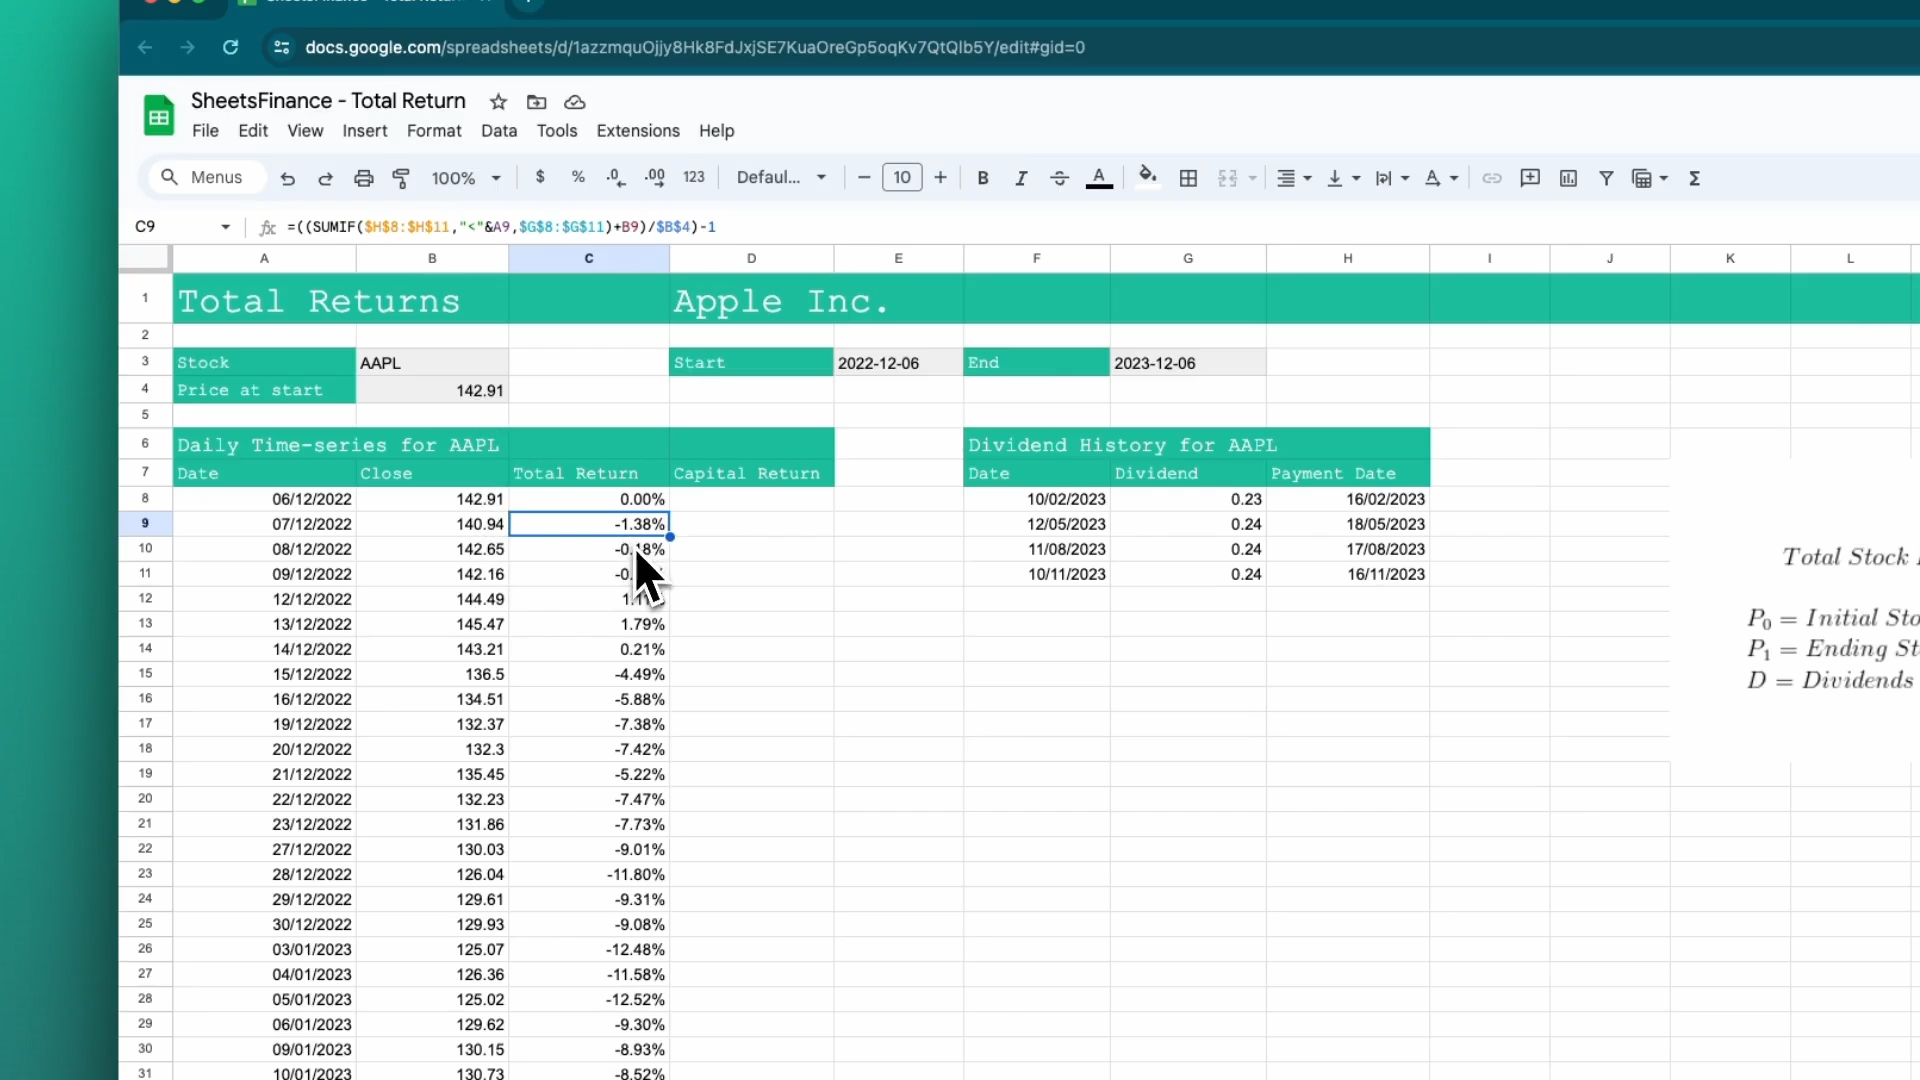 docs.google.com/spreadsheets/d/1azzmquOjjy8Hk8FdJxjSE7KuaOreGp5oqKv7QtQlb5Y/edit#gid=0
SheetsFinance - Total Return
File Edit View Insert Format Data Tools Extensions Help
Menus 100% $ % .0 .00 123 Defaul... 10
C9 =((SUMIF($H$8:$H$11,"<"&A9,$G$8:$G$11)+B9)/$B$4)-1
A B C D E F G H I J K L
1 Total Returns Apple Inc.
2
3 Stock AAPL Start 2022-12-06 End 2023-12-06
4 Price at start 142.91
5
6 Daily Time-series for AAPL Dividend History for AAPL
7 Date Close Total Return Capital Return Date Dividend Payment Date
8 06/12/2022 142.91 0.00% 10/02/2023 0.23 16/02/2023
9 07/12/2022 140.94 -1.38% 12/05/2023 0.24 18/05/2023
10 08/12/2022 142.65 -0.18% 11/08/2023 0.24 17/08/2023
11 09/12/2022 142.16 10/11/2023 0.24 16/11/2023
12 12/12/2022 144.49
13 13/12/2022 145.47 1.79%
14 14/12/2022 143.21 0.21%
15 15/12/2022 136.5 -4.49%
16 16/12/2022 134.51 -5.88%
17 19/12/2022 132.37 -7.38%
18 20/12/2022 132.3 -7.42%
19 21/12/2022 135.45 -5.22%
20 22/12/2022 132.23 -7.47%
21 23/12/2022 131.86 -7.73%
22 27/12/2022 130.03 -9.01%
23 28/12/2022 126.04 -11.80%
24 29/12/2022 129.61 -9.31%
25 30/12/2022 129.93 -9.08%
26 03/01/2023 125.07 -12.48%
27 04/01/2023 126.36 -11.58%
28 05/01/2023 125.02 -12.52%
29 06/01/2023 129.62 -9.30%
30 09/01/2023 130.15 -8.93%
31 10/01/2023 130.73 -8.52%
Total Stock
P0 = Initial Sto
P1 = Ending St
D = Dividends